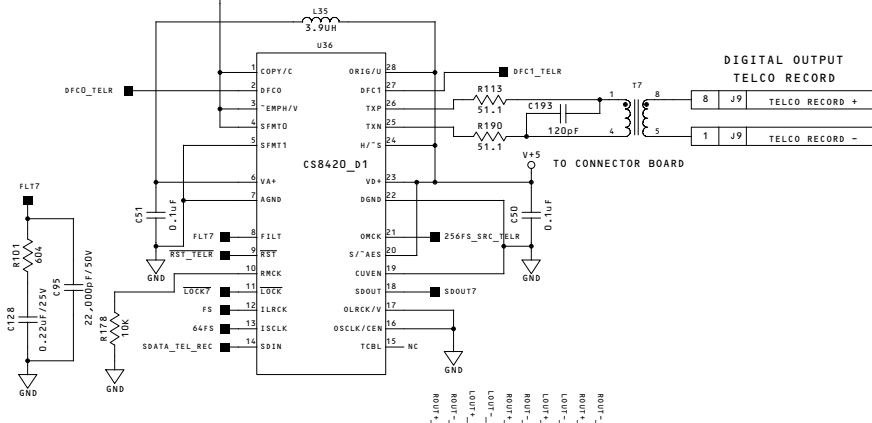 L35
3.9UH
U36
CS8420_D1
1 COPY/C
DFC0_TELR 2 DFC0
3 ~EMPH/V
4 SFMT0
5 SFMT1
6 VA+
7 AGND
FLT7 8 FILT
RST_TELR 9 RST
10 RMCK
LOCK7 11 LOCK
FS 12 ILRCK
64FS 13 ISCLK
SDATA_TEL_REC 14 SDIN
ORIG/U 28
DFC1 27 DFC1_TELR
TXP 26
TXN 25
H/~S 24
VD+ 23
DGND 22
OMCK 21 256FS_SRC_TELR
S/~AES 20
CUVEN 19
SDOUT 18 SDOUT7
OLRCK/V 17
OSCLK/CEN 16
TCBL 15 NC
R113
51.1
R190
51.1
C193
120pF
T7
1
4
8
5
DIGITAL OUTPUT
TELCO RECORD
8 J9 TELCO RECORD +
1 J9 TELCO RECORD -
TO CONNECTOR BOARD
V+5
C50
0.1uF
GND
GND
C51
0.1uF
GND
FLT7
R101
604
C95
22,000pF/50V
C128
0.22uF/25V
GND
R178
10K
GND
ROUT+
ROUT-
LOUT+
LOUT-
ROUT+
ROUT-
LOUT+
LOUT-
ROUT+
ROUT-